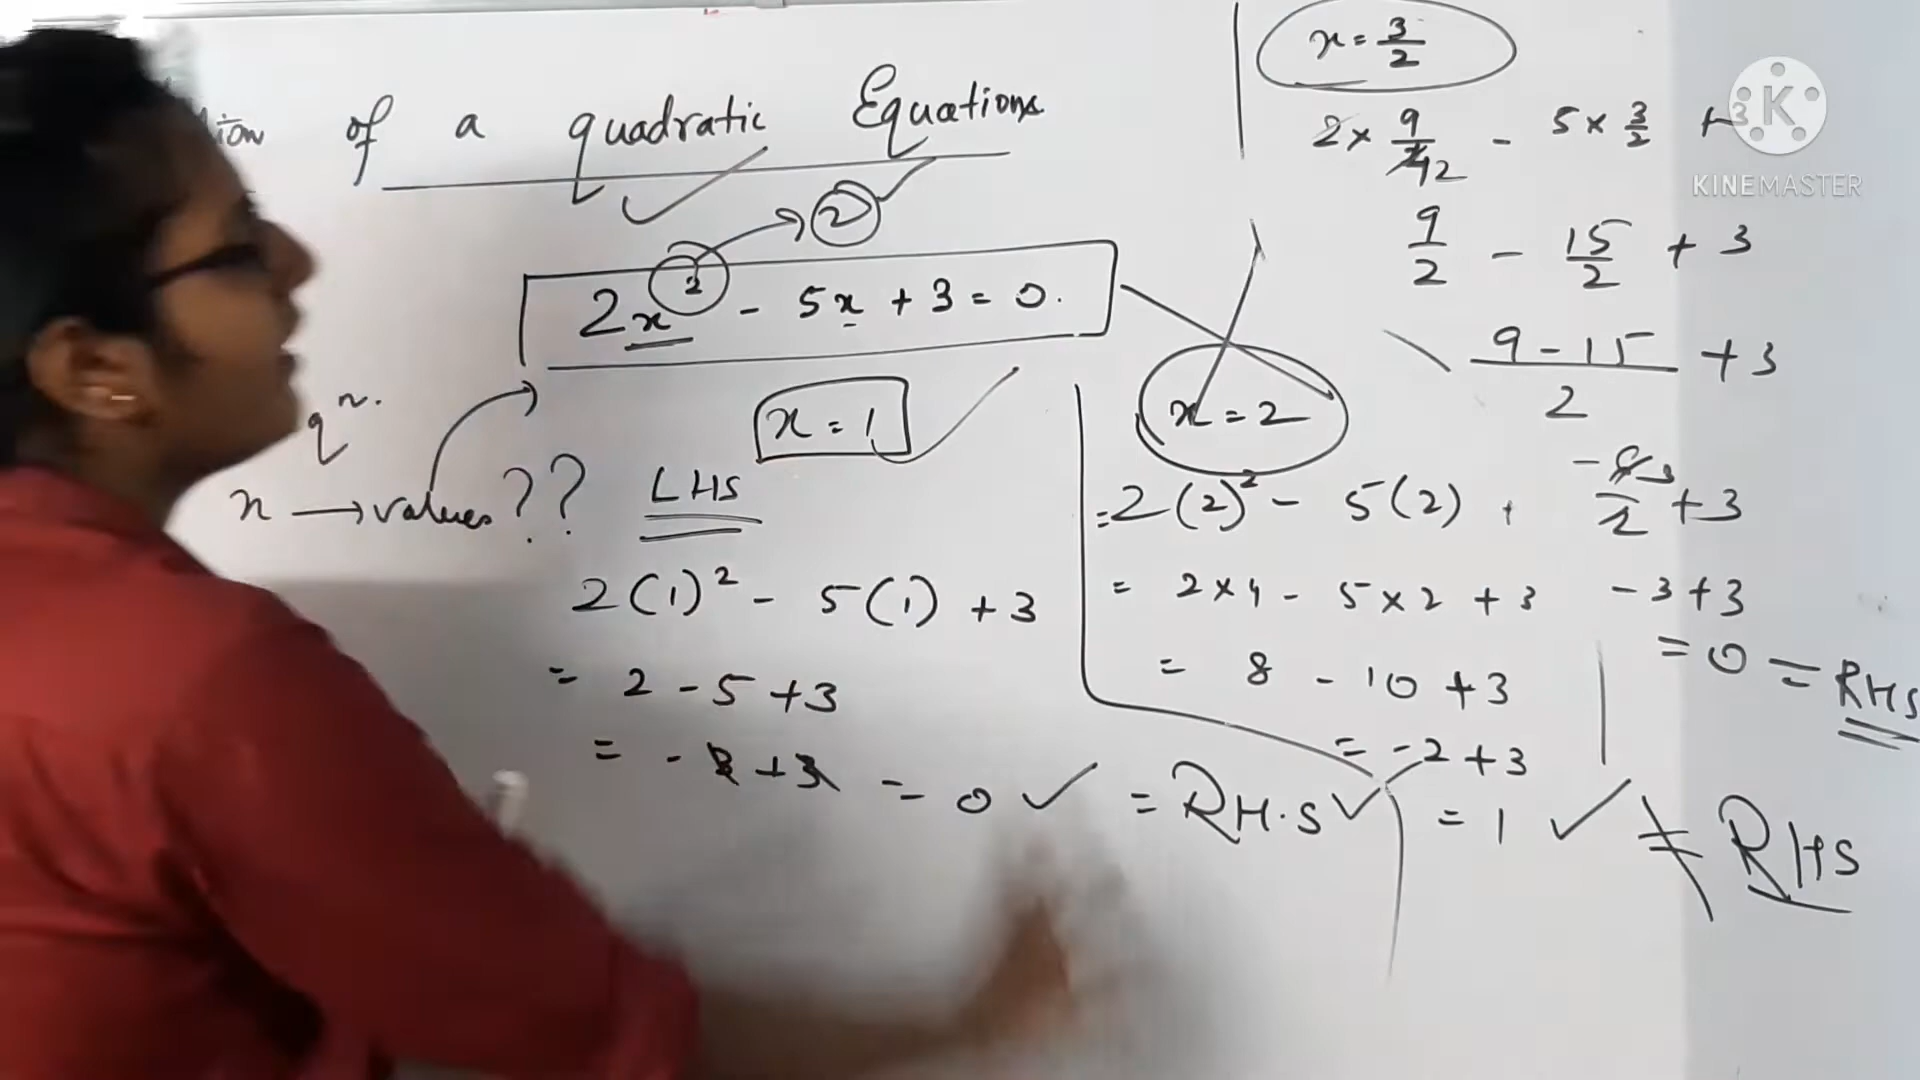 of a quadratic Equations
2
2x² - 5x + 3 = 0.
qⁿ.
x → values ??
x = 1
LHS
2(1)² - 5(1) + 3
= 2 - 5 + 3
= - 3 + 3 = 0 ✓ = RH.S ✓
x = 2
= 2(2)² - 5(2) +
= 2×4 - 5×2 + 3
= 8 - 10 + 3
= -2 + 3
= 1 ✓ ≠ RHS
x = 3/2
2 × 9/4 2 - 5 × 3/2 + 3
9/2 - 15/2 + 3
9 - 15/2 + 3
-6 3/2 + 3
-3 + 3
= 0 = RHS
K
KINEMASTER